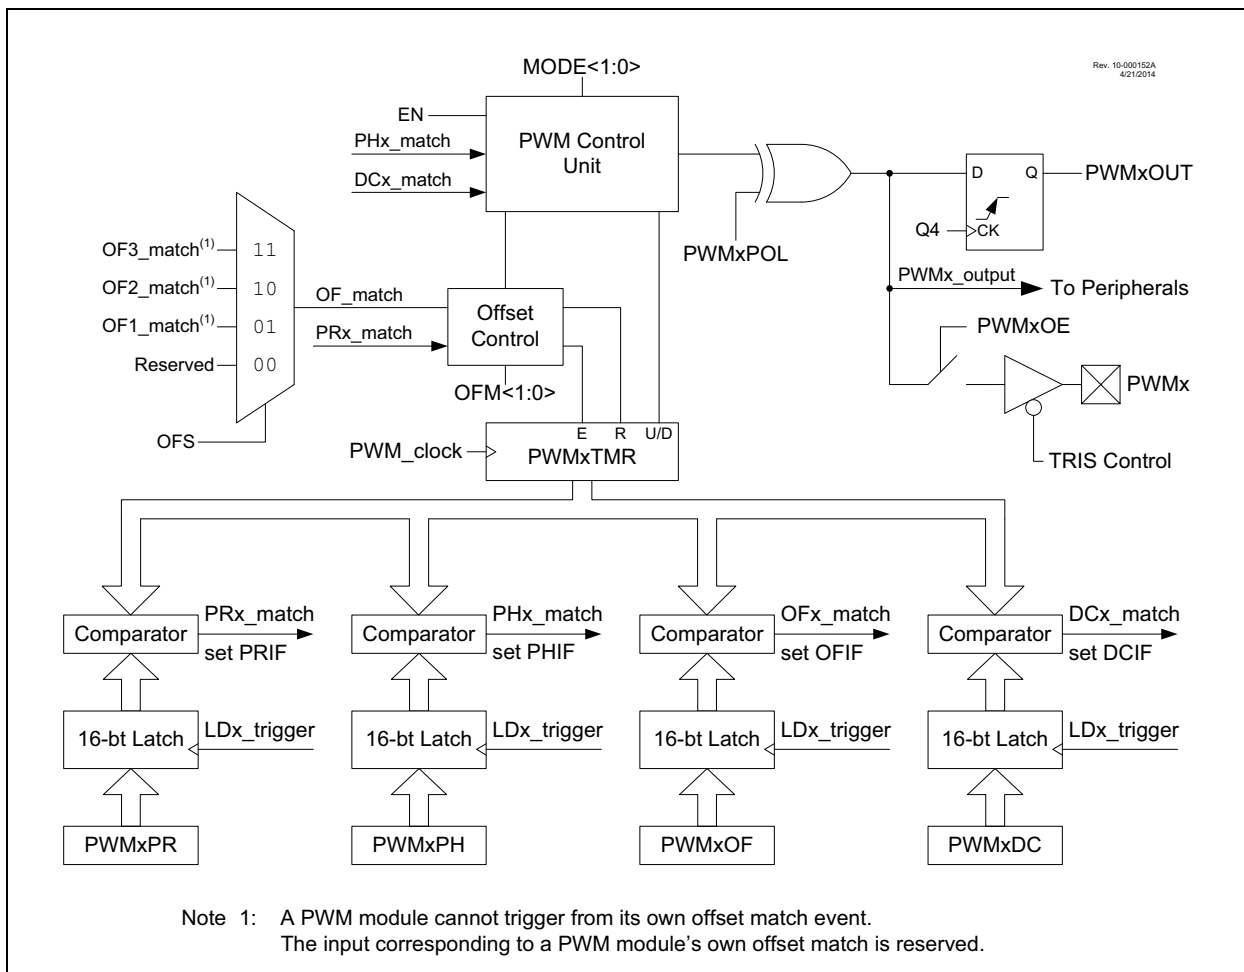 Rev. 10-000152A
4/21/2014
MODE<1:0>
EN
PHx_match
DCx_match
PWM Control
Unit
PWMxPOL
D Q
CK
Q4
PWMxOUT
PWMx_output
To Peripherals
PWMxOE
PWMx
TRIS Control
OF3_match(1) 11
OF2_match(1) 10
OF1_match(1) 01
Reserved 00
OFS
OF_match
PRx_match
Offset
Control
OFM<1:0>
E R U/D
PWM_clock
PWMxTMR
Comparator
PRx_match
set PRIF
16-bt Latch
LDx_trigger
PWMxPR
Comparator
PHx_match
set PHIF
16-bt Latch
LDx_trigger
PWMxPH
Comparator
OFx_match
set OFIF
16-bt Latch
LDx_trigger
PWMxOF
Comparator
DCx_match
set DCIF
16-bt Latch
LDx_trigger
PWMxDC
Note 1: A PWM module cannot trigger from its own offset match event.
The input corresponding to a PWM module's own offset match is reserved.